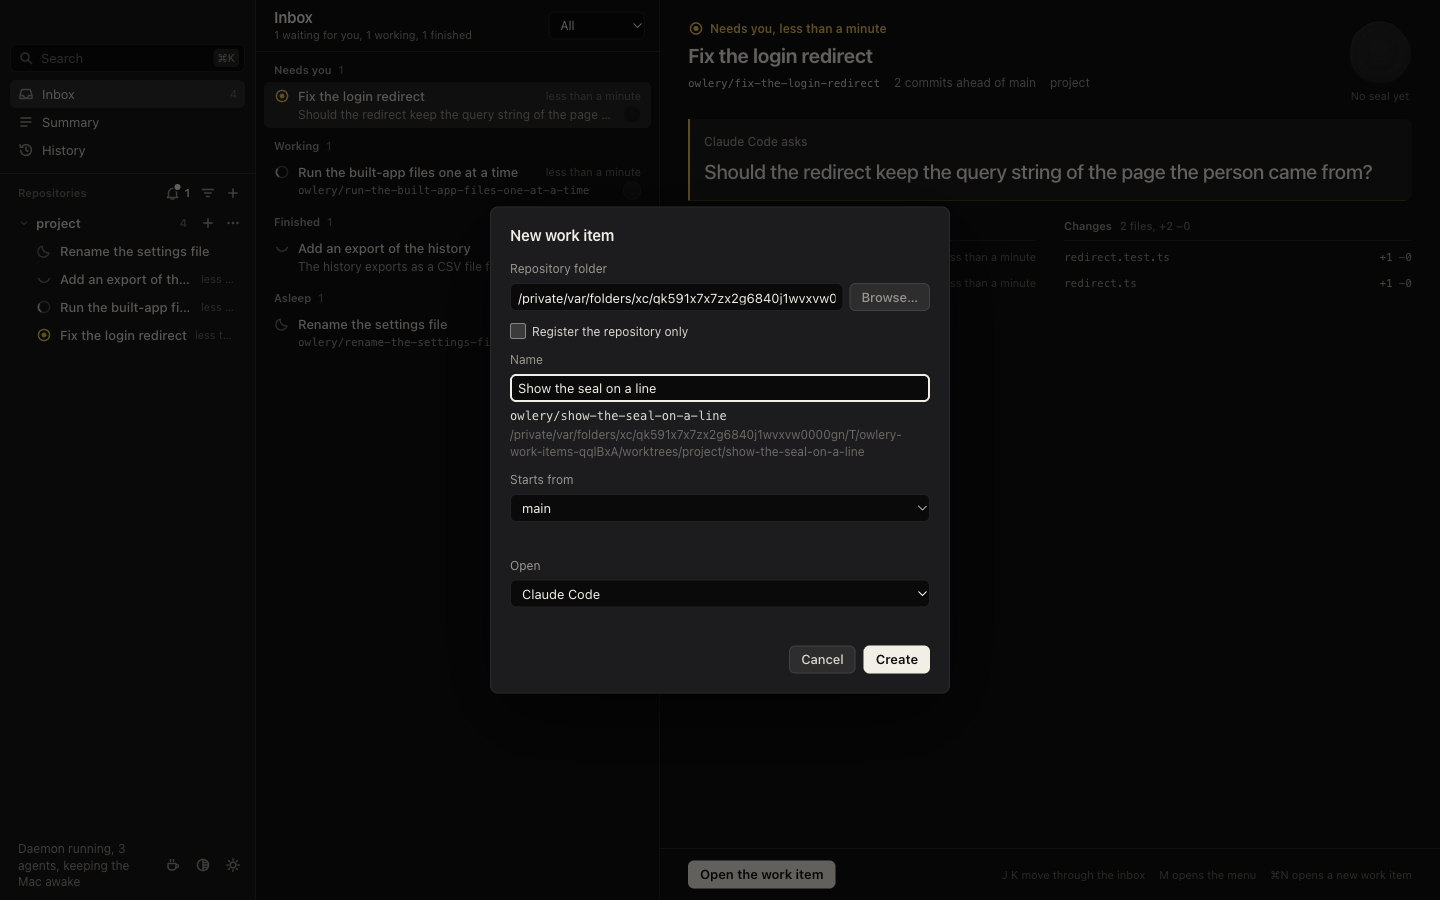 Search
⌘K
Inbox 4
Summary
History
Repositories 1
project 4
Rename the settings file
Add an export of th... less ...
Run the built-app fi... less ...
Fix the login redirect less t...
Daemon running, 3
agents, keeping the
Mac awake
Inbox
1 waiting for you, 1 working, 1 finished
All
Needs you 1
Fix the login redirect less than a minute
Should the redirect keep the query string of the page ...
Working 1
Run the built-app files one at a time less than a minute
owlery/run-the-built-app-files-one-at-a-time
Finished 1
Add an export of the history
The history exports as a CSV file f
Asleep 1
Rename the settings file
owlery/rename-the-settings-fi
Needs you, less than a minute
Fix the login redirect
owlery/fix-the-login-redirect 2 commits ahead of main project
No seal yet
Claude Code asks
Should the redirect keep the query string of the page the person came from?
Changes 2 files, +2 −0
ss than a minute
redirect.test.ts +1 −0
ss than a minute
redirect.ts +1 −0
New work item
Repository folder
/private/var/folders/xc/qk591x7x7zx2g6840j1wvxvw0
Browse...
Register the repository only
Name
Show the seal on a line
owlery/show-the-seal-on-a-line
/private/var/folders/xc/qk591x7x7zx2g6840j1wvxvw0000gn/T/owlery-
work-items-qqlBxA/worktrees/project/show-the-seal-on-a-line
Starts from
main
Open
Claude Code
Cancel
Create
Open the work item
J K move through the inbox M opens the menu ⌘N opens a new work item